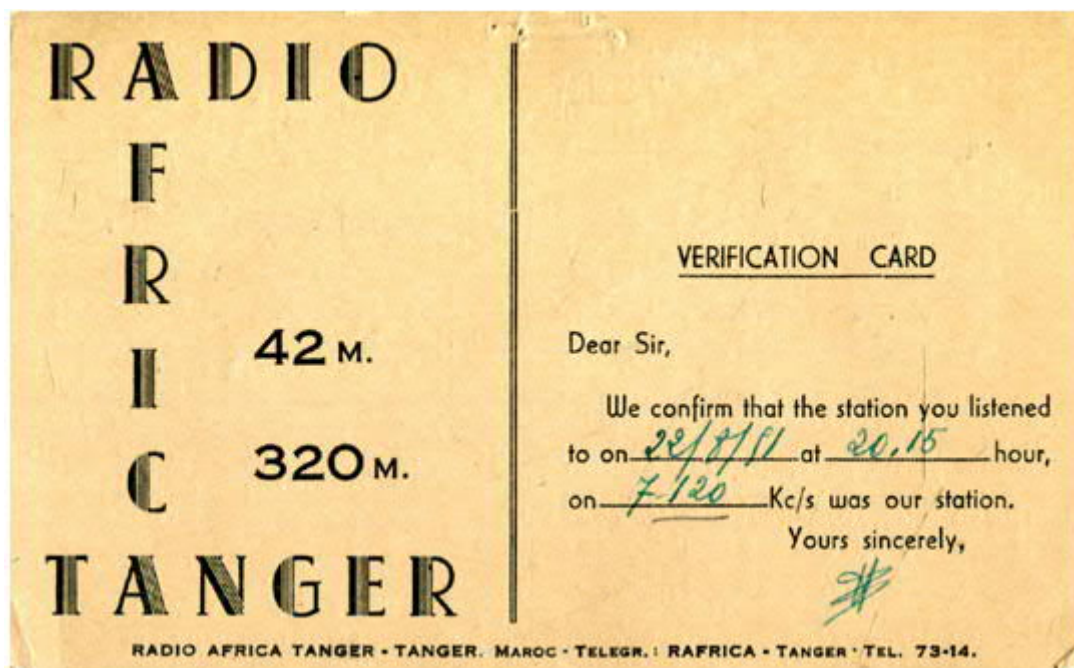 RADIO
AFRICA
TANGER
42 M.
320 M.
VERIFICATION CARD
Dear Sir,
We confirm that the station you listened
to on 22/8/51 at 20.15 hour,
on 7-120 Kc/s was our station.
Yours sincerely,
RADIO AFRICA TANGER - TANGER. MAROC - TELEGR.: RAFRICA - TANGER - TEL. 73-14.